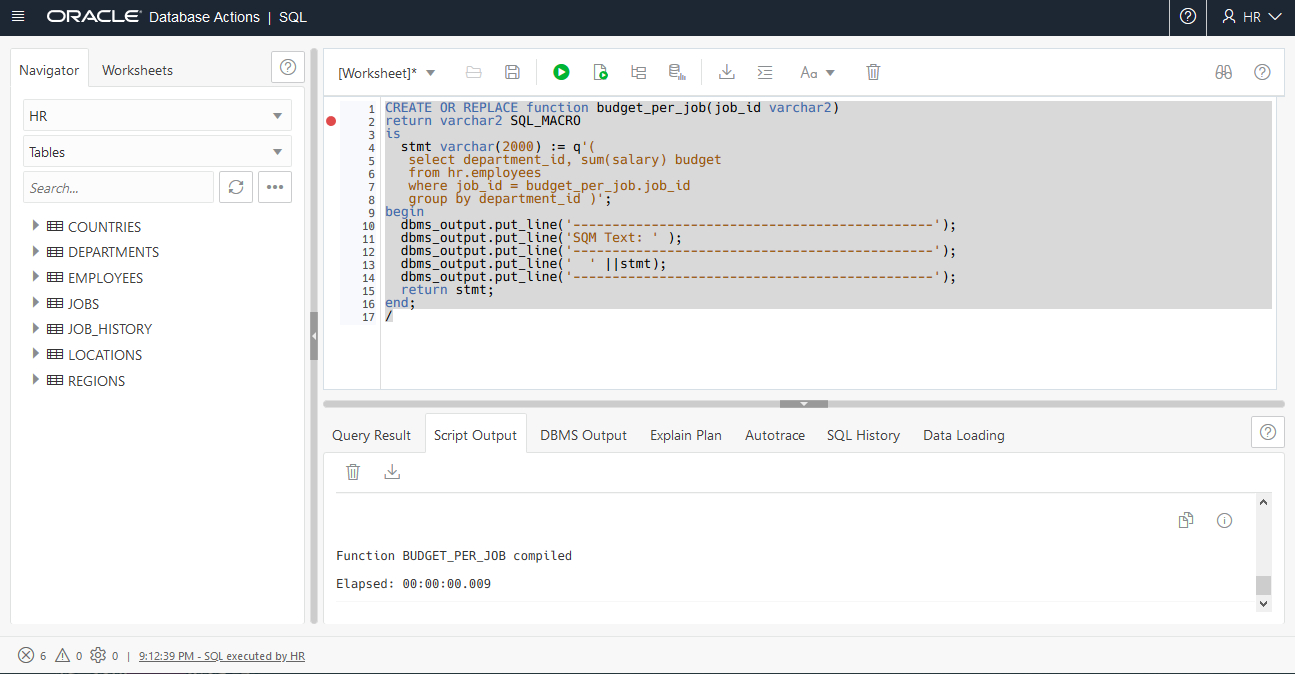 ORACLE Database Actions | SQL
HR
Navigator
Worksheets
HR
Tables
Search...
COUNTRIES
DEPARTMENTS
EMPLOYEES
JOBS
JOB_HISTORY
LOCATIONS
REGIONS
[Worksheet]*
Aa
1 CREATE OR REPLACE function budget_per_job(job_id varchar2)
2 return varchar2 SQL_MACRO
3 is
4   stmt varchar(2000) := q'(
5    select department_id, sum(salary) budget
6    from hr.employees
7    where job_id = budget_per_job.job_id
8    group by department_id )';
9 begin
10   dbms_output.put_line('----------------------------------------------');
11   dbms_output.put_line('SQM Text: ' );
12   dbms_output.put_line('----------------------------------------------');
13   dbms_output.put_line('  ' ||stmt);
14   dbms_output.put_line('----------------------------------------------');
15   return stmt;
16 end;
17 /
Query Result
Script Output
DBMS Output
Explain Plan
Autotrace
SQL History
Data Loading
Function BUDGET_PER_JOB compiled
Elapsed: 00:00:00.009
6 0 0 | 9:12:39 PM - SQL executed by HR